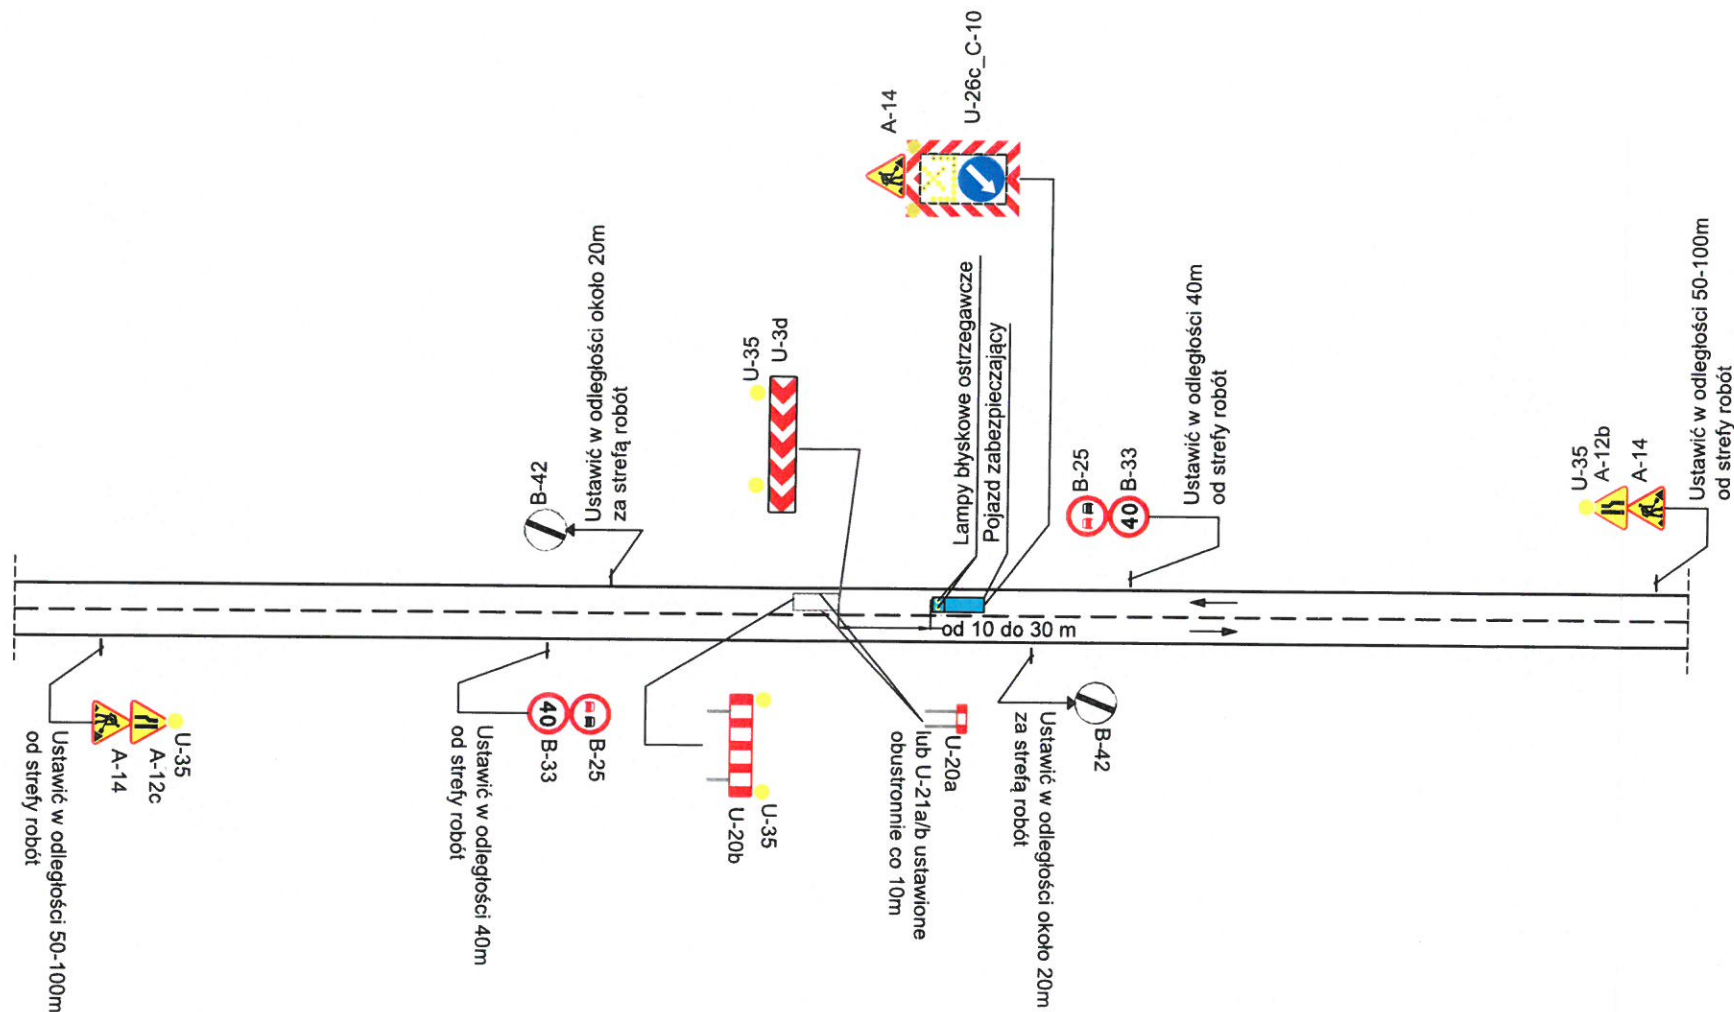 A-14
U-26c_C-10
Ustawić w odległości około 20m
za strefą robót
B-42
U-35
U-3d
Lampy błyskowe ostrzegawcze
Pojazd zabezpieczający
B-25
B-33
40
Ustawić w odległości 40m
od strefy robót
U-35
A-12b
A-14
Ustawić w odległości 50-100m
od strefy robót
od 10 do 30 m
Ustawić w odległości 50-100m
od strefy robót
A-14
A-12c
U-35
Ustawić w odległości 40m
od strefy robót
40
B-33
B-25
U-20b
U-35
U-20a
lub U-21a/b ustawione
obustronnie co 10m
B-42
Ustawić w odległości około 20m
za strefą robót